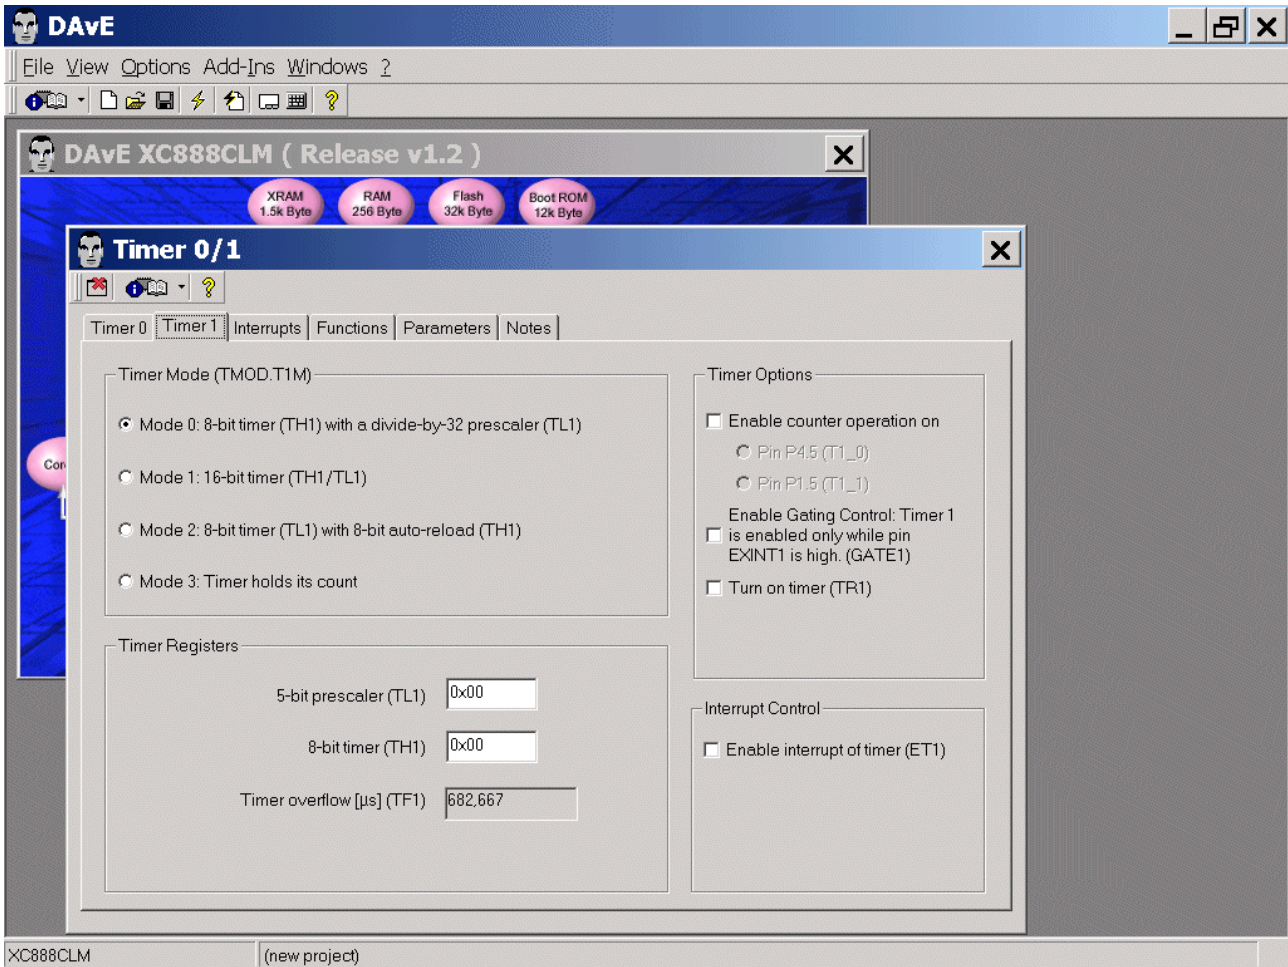 DAvE
File View Options Add-Ins Windows ?
DAvE XC888CLM ( Release v1.2 )
XRAM
1.5k Byte
RAM
256 Byte
Flash
32k Byte
Boot ROM
12k Byte
Timer 0/1
Timer 0 Timer 1 Interrupts Functions Parameters Notes
Timer Mode (TMOD.T1M)
Mode 0: 8-bit timer (TH1) with a divide-by-32 prescaler (TL1)
Mode 1: 16-bit timer (TH1/TL1)
Mode 2: 8-bit timer (TL1) with 8-bit auto-reload (TH1)
Mode 3: Timer holds its count
Timer Options
Enable counter operation on
Pin P4.5 (T1_0)
Pin P1.5 (T1_1)
Enable Gating Control: Timer 1
is enabled only while pin
EXINT1 is high. (GATE1)
Turn on timer (TR1)
Timer Registers
5-bit prescaler (TL1) 0x00
8-bit timer (TH1) 0x00
Timer overflow [µs] (TF1) 682,667
Interrupt Control
Enable interrupt of timer (ET1)
XC888CLM (new project)